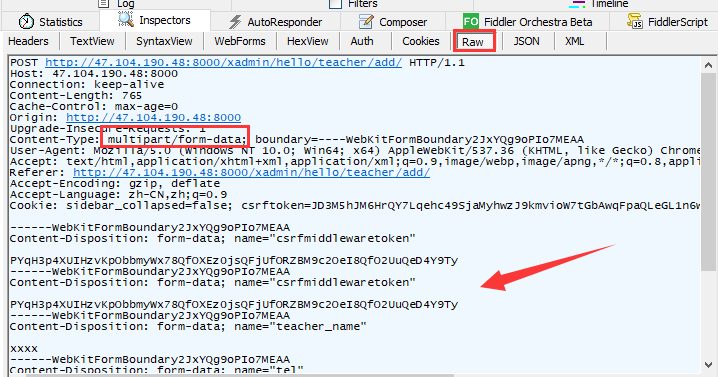 Log Filters Timeline
Statistics Inspectors AutoResponder Composer FO Fiddler Orchestra Beta JS FiddlerScript
Headers TextView SyntaxView WebForms HexView Auth Cookies Raw JSON XML
POST http://47.104.190.48:8000/xadmin/hello/teacher/add/ HTTP/1.1
Host: 47.104.190.48:8000
Connection: keep-alive
Content-Length: 765
Cache-Control: max-age=0
Origin: http://47.104.190.48:8000
Upgrade-Insecure-Requests: 1
Content-Type: multipart/form-data; boundary=----WebKitFormBoundary2JxYQg9oPIo7MEAA
User-Agent: Mozilla/5.0 (Windows NT 10.0; Win64; x64) AppleWebKit/537.36 (KHTML, like Gecko) Chrome
Accept: text/html,application/xhtml+xml,application/xml;q=0.9,image/webp,image/apng,*/*;q=0.8,appli
Referer: http://47.104.190.48:8000/xadmin/hello/teacher/add/
Accept-Encoding: gzip, deflate
Accept-Language: zh-CN,zh;q=0.9
Cookie: sidebar_collapsed=false; csrftoken=JD3M5hJM6HrQY7Lqehc49SjaMyhwzJ9kmvioW7tGbAwqFpaQLeGL1n6w
------WebKitFormBoundary2JxYQg9oPIo7MEAA
Content-Disposition: form-data; name="csrfmiddlewaretoken"
PYqH3p4XUIHzvKpObbmyWx78QfOXEz0jsQFjUfORZBM9c2OeI8QfO2UuQeD4Y9Ty
------WebKitFormBoundary2JxYQg9oPIo7MEAA
Content-Disposition: form-data; name="csrfmiddlewaretoken"
PYqH3p4XUIHzvKpObbmyWx78QfOXEz0jsQFjUfORZBM9c2OeI8QfO2UuQeD4Y9Ty
------WebKitFormBoundary2JxYQg9oPIo7MEAA
Content-Disposition: form-data; name="teacher_name"
xxxx
------WebKitFormBoundary2JxYQg9oPIo7MEAA
Content-Disposition: form-data; name="tel"